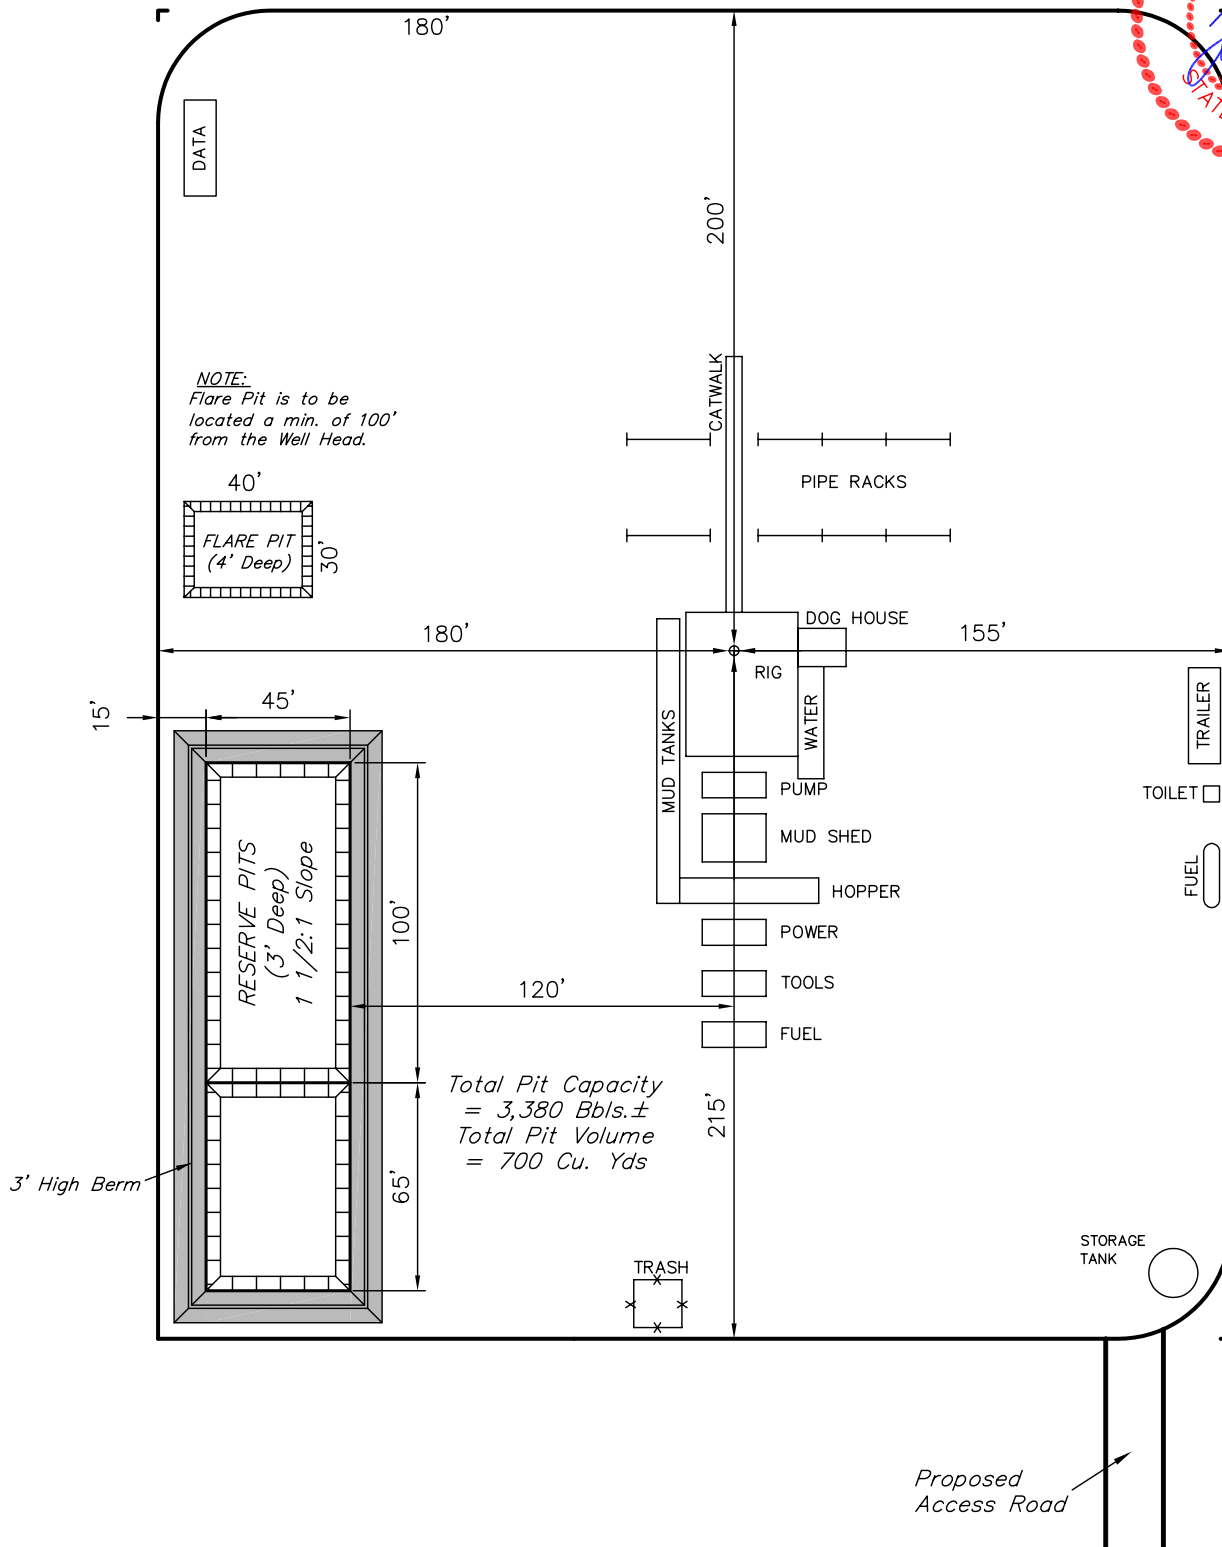 180'
DATA
200'
NOTE:
Flare Pit is to be
located a min. of 100'
from the Well Head.
CATWALK
PIPE RACKS
40'
FLARE PIT
(4' Deep)
30'
DOG HOUSE
180'
155'
RIG
15'
45'
MUD TANKS
WATER
TRAILER
PUMP
TOILET
MUD SHED
RESERVE PITS
(3' Deep)
1 1/2:1 Slope
100'
FUEL
HOPPER
POWER
120'
TOOLS
FUEL
Total Pit Capacity
= 3,380 Bbls.±
Total Pit Volume
= 700 Cu. Yds
215'
65'
3' High Berm
STORAGE
TANK
TRASH
Proposed
Access Road